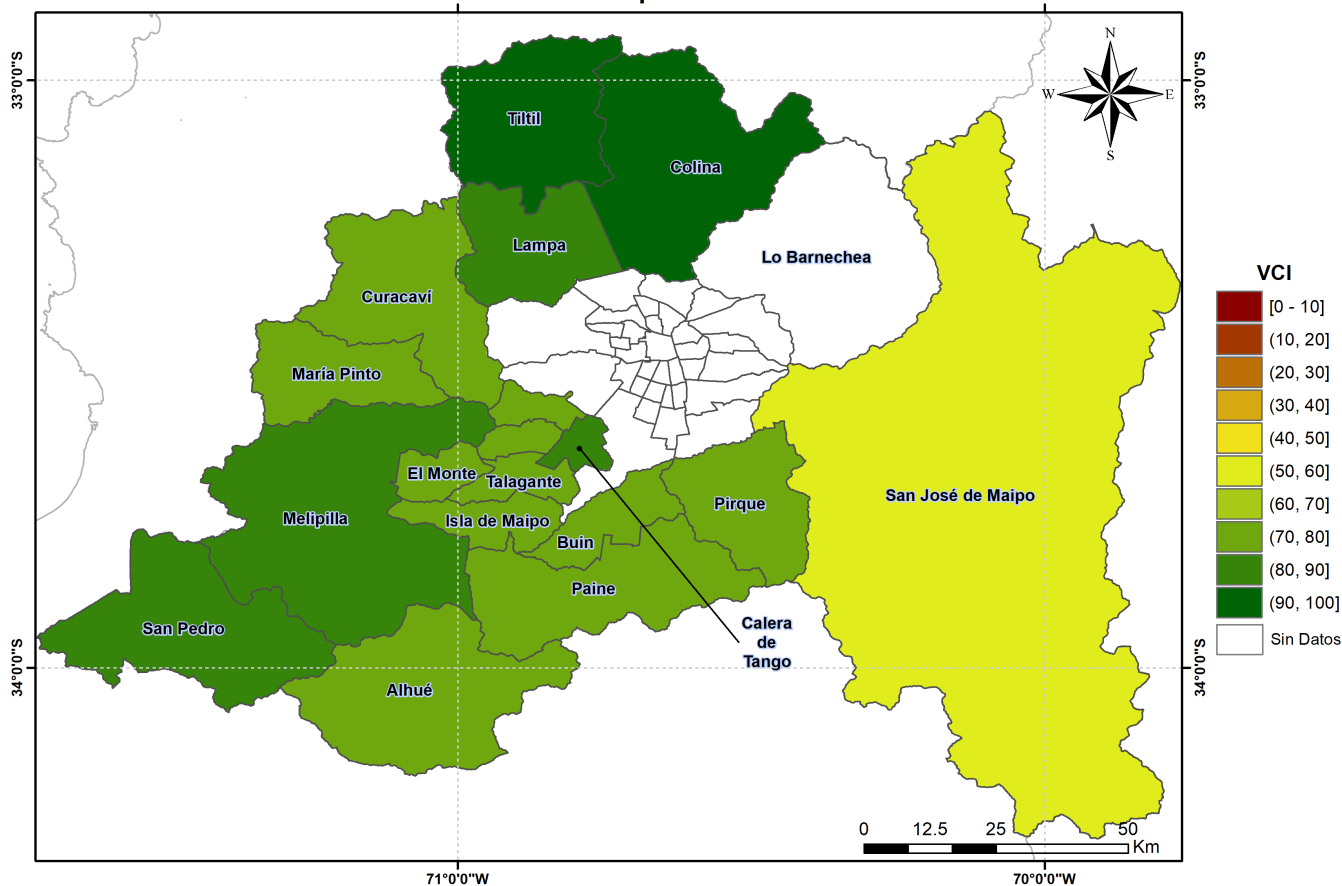 N
W
E
S
33°0'0"S
33°0'0"S
Tiltil
Colina
Lampa
Lo Barnechea
Curacaví
María Pinto
El Monte
Talagante
Melipilla
Isla de Maipo
Pirque
San José de Maipo
Buin
Paine
San Pedro
Calera
de
Tango
Alhué
34°0'0"S
34°0'0"S
VCI
[0 - 10]
(10, 20]
(20, 30]
(30, 40]
(40, 50]
(50, 60]
(60, 70]
(70, 80]
(80, 90]
(90, 100]
Sin Datos
0 12.5 25 50
Km
71°0'0"W
70°0'0"W